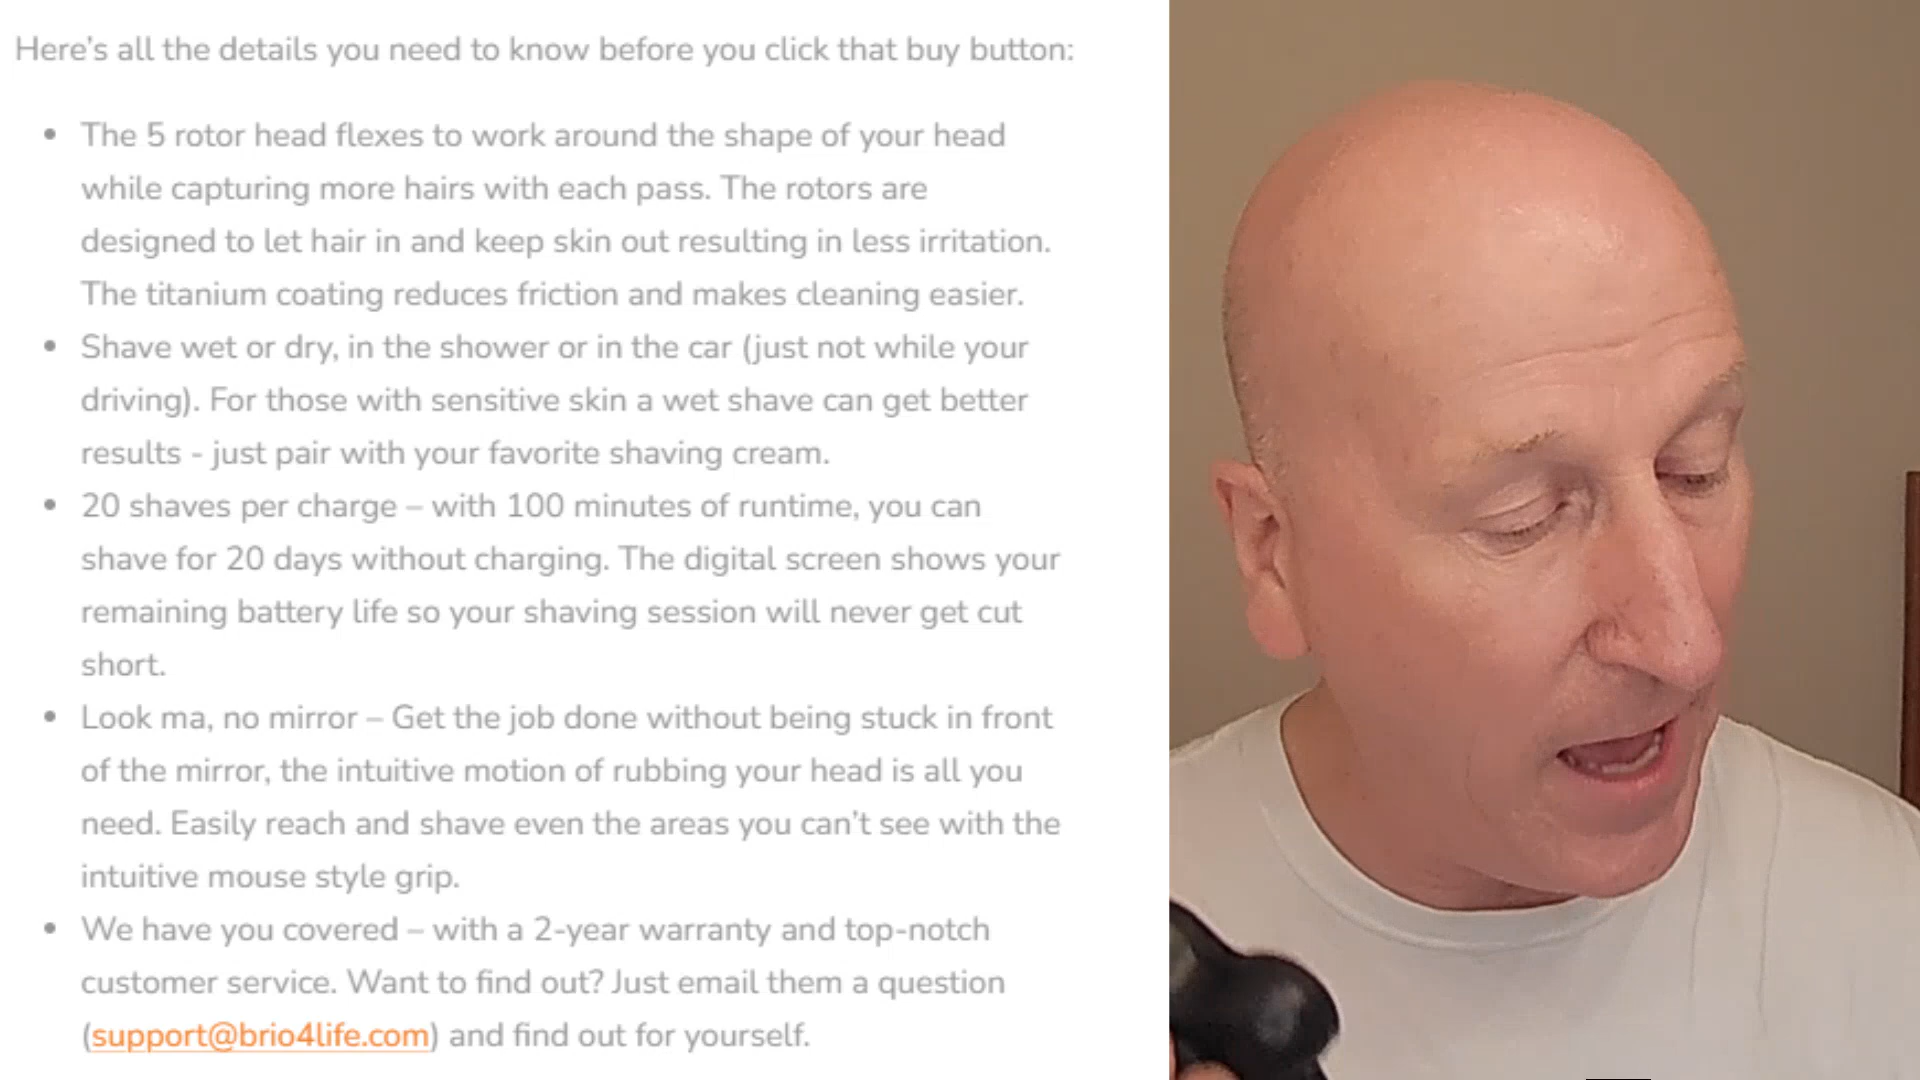 Here's all the details you need to know before you click that buy button:
• The 5 rotor head flexes to work around the shape of your head
while capturing more hairs with each pass. The rotors are
designed to let hair in and keep skin out resulting in less irritation.
The titanium coating reduces friction and makes cleaning easier.
• Shave wet or dry, in the shower or in the car (just not while your
driving). For those with sensitive skin a wet shave can get better
results - just pair with your favorite shaving cream.
• 20 shaves per charge – with 100 minutes of runtime, you can
shave for 20 days without charging. The digital screen shows your
remaining battery life so your shaving session will never get cut
short.
• Look ma, no mirror – Get the job done without being stuck in front
of the mirror, the intuitive motion of rubbing your head is all you
need. Easily reach and shave even the areas you can't see with the
intuitive mouse style grip.
• We have you covered – with a 2-year warranty and top-notch
customer service. Want to find out? Just email them a question
(support@brio4life.com) and find out for yourself.